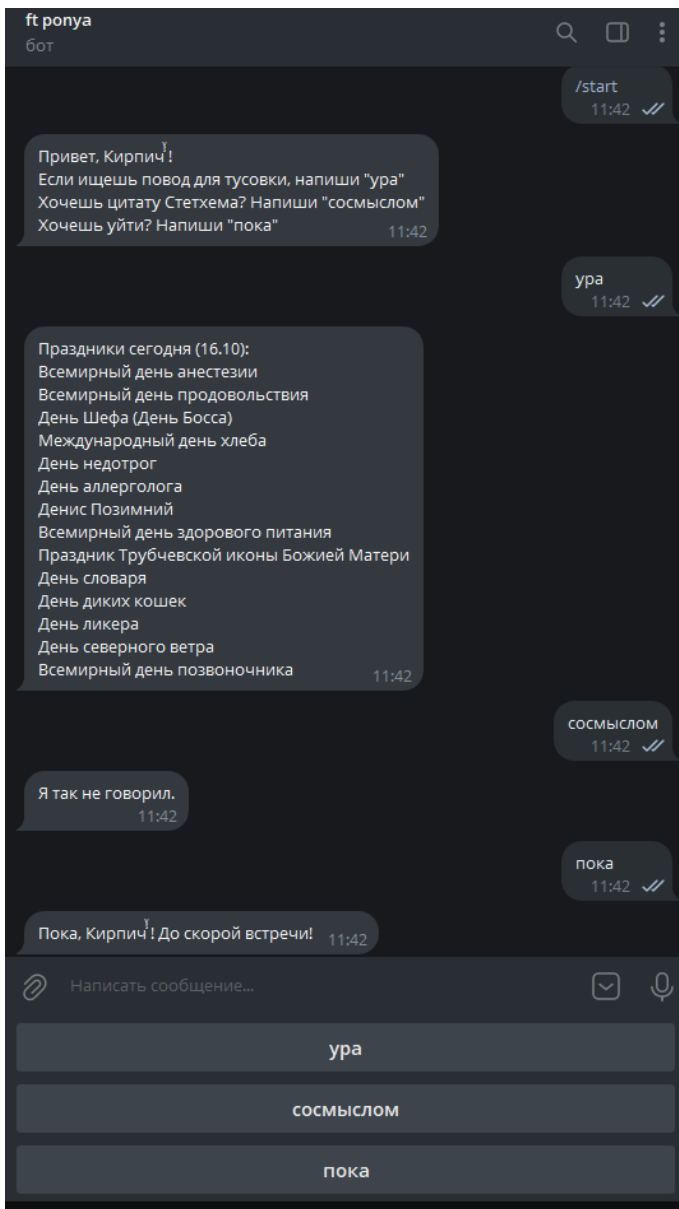 ft ponya
бот
/start
11:42
Привет, Кирпич !
Если ищешь повод для тусовки, напиши "ура"
Хочешь цитату Стетхема? Напиши "сосмыслом"
Хочешь уйти? Напиши "пока"
11:42
ура
11:42
Праздники сегодня (16.10):
Всемирный день анестезии
Всемирный день продовольствия
День Шефа (День Босса)
Международный день хлеба
День недотрог
День аллерголога
Денис Позимний
Всемирный день здорового питания
Праздник Трубчевской иконы Божией Матери
День словаря
День диких кошек
День ликера
День северного ветра
Всемирный день позвоночника
11:42
сосмыслом
11:42
Я так не говорил.
11:42
пока
11:42
Пока, Кирпич ! До скорой встречи!
11:42
Написать сообщение...
ура
сосмыслом
пока